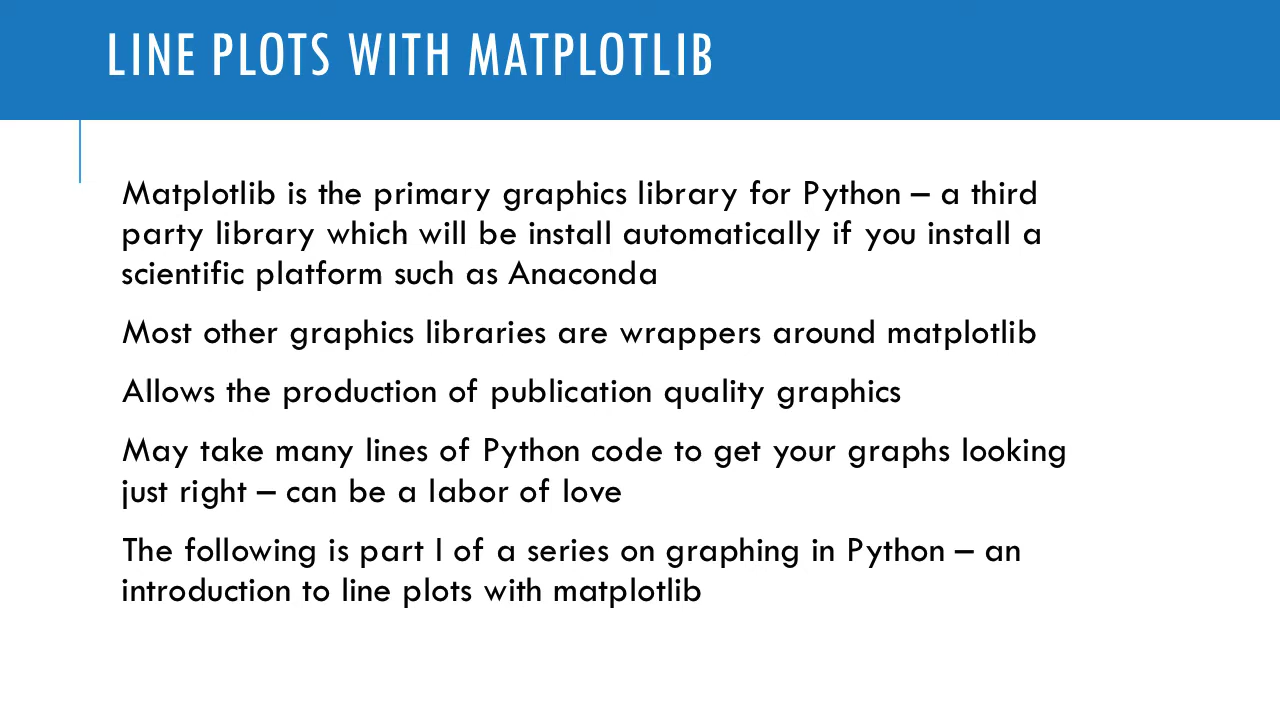 LINE PLOTS WITH MATPLOTLIB
Matplotlib is the primary graphics library for Python – a third
party library which will be install automatically if you install a
scientific platform such as Anaconda
Most other graphics libraries are wrappers around matplotlib
Allows the production of publication quality graphics
May take many lines of Python code to get your graphs looking
just right – can be a labor of love
The following is part I of a series on graphing in Python – an
introduction to line plots with matplotlib